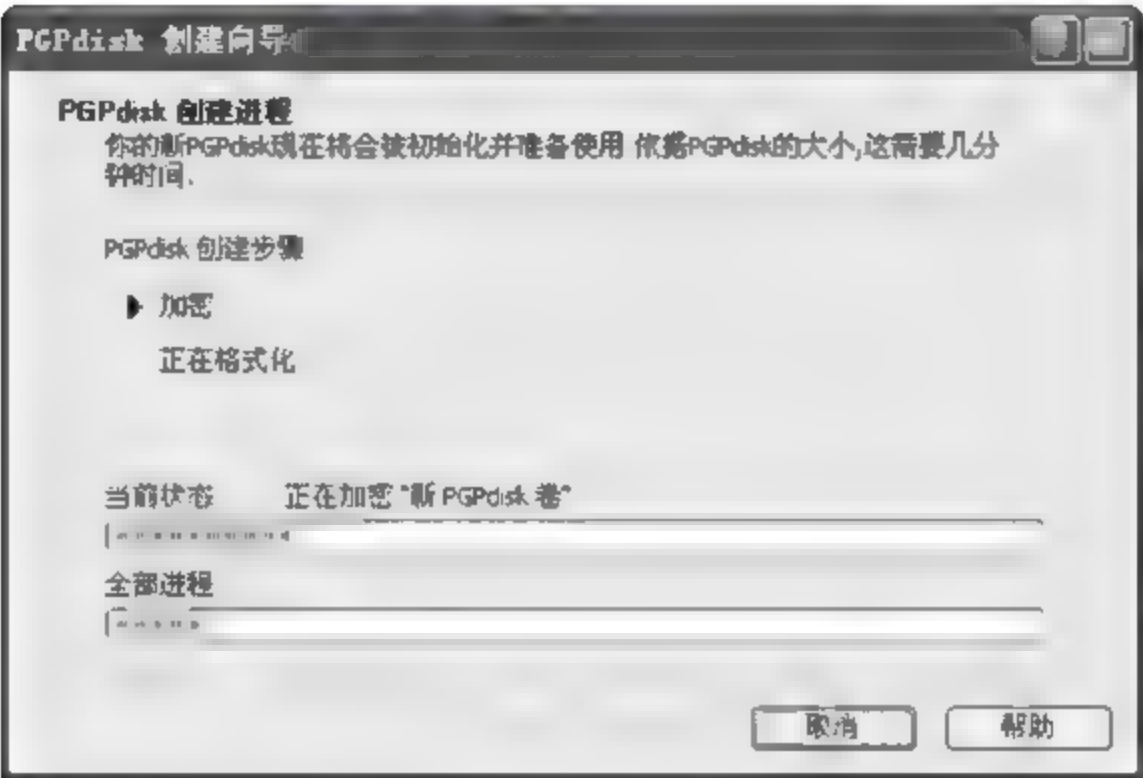 PGPdisk 创建向导
PGPdisk 创建进程
你的新PGPdisk现在将会被初始化并准备使用 依据PGPdisk的大小,这需要几分
钟时间.
PGPdisk 创建步骤
加密
正在格式化
当前状态 正在加密 "新 PGPdisk 卷"
全部进程
取消 帮助